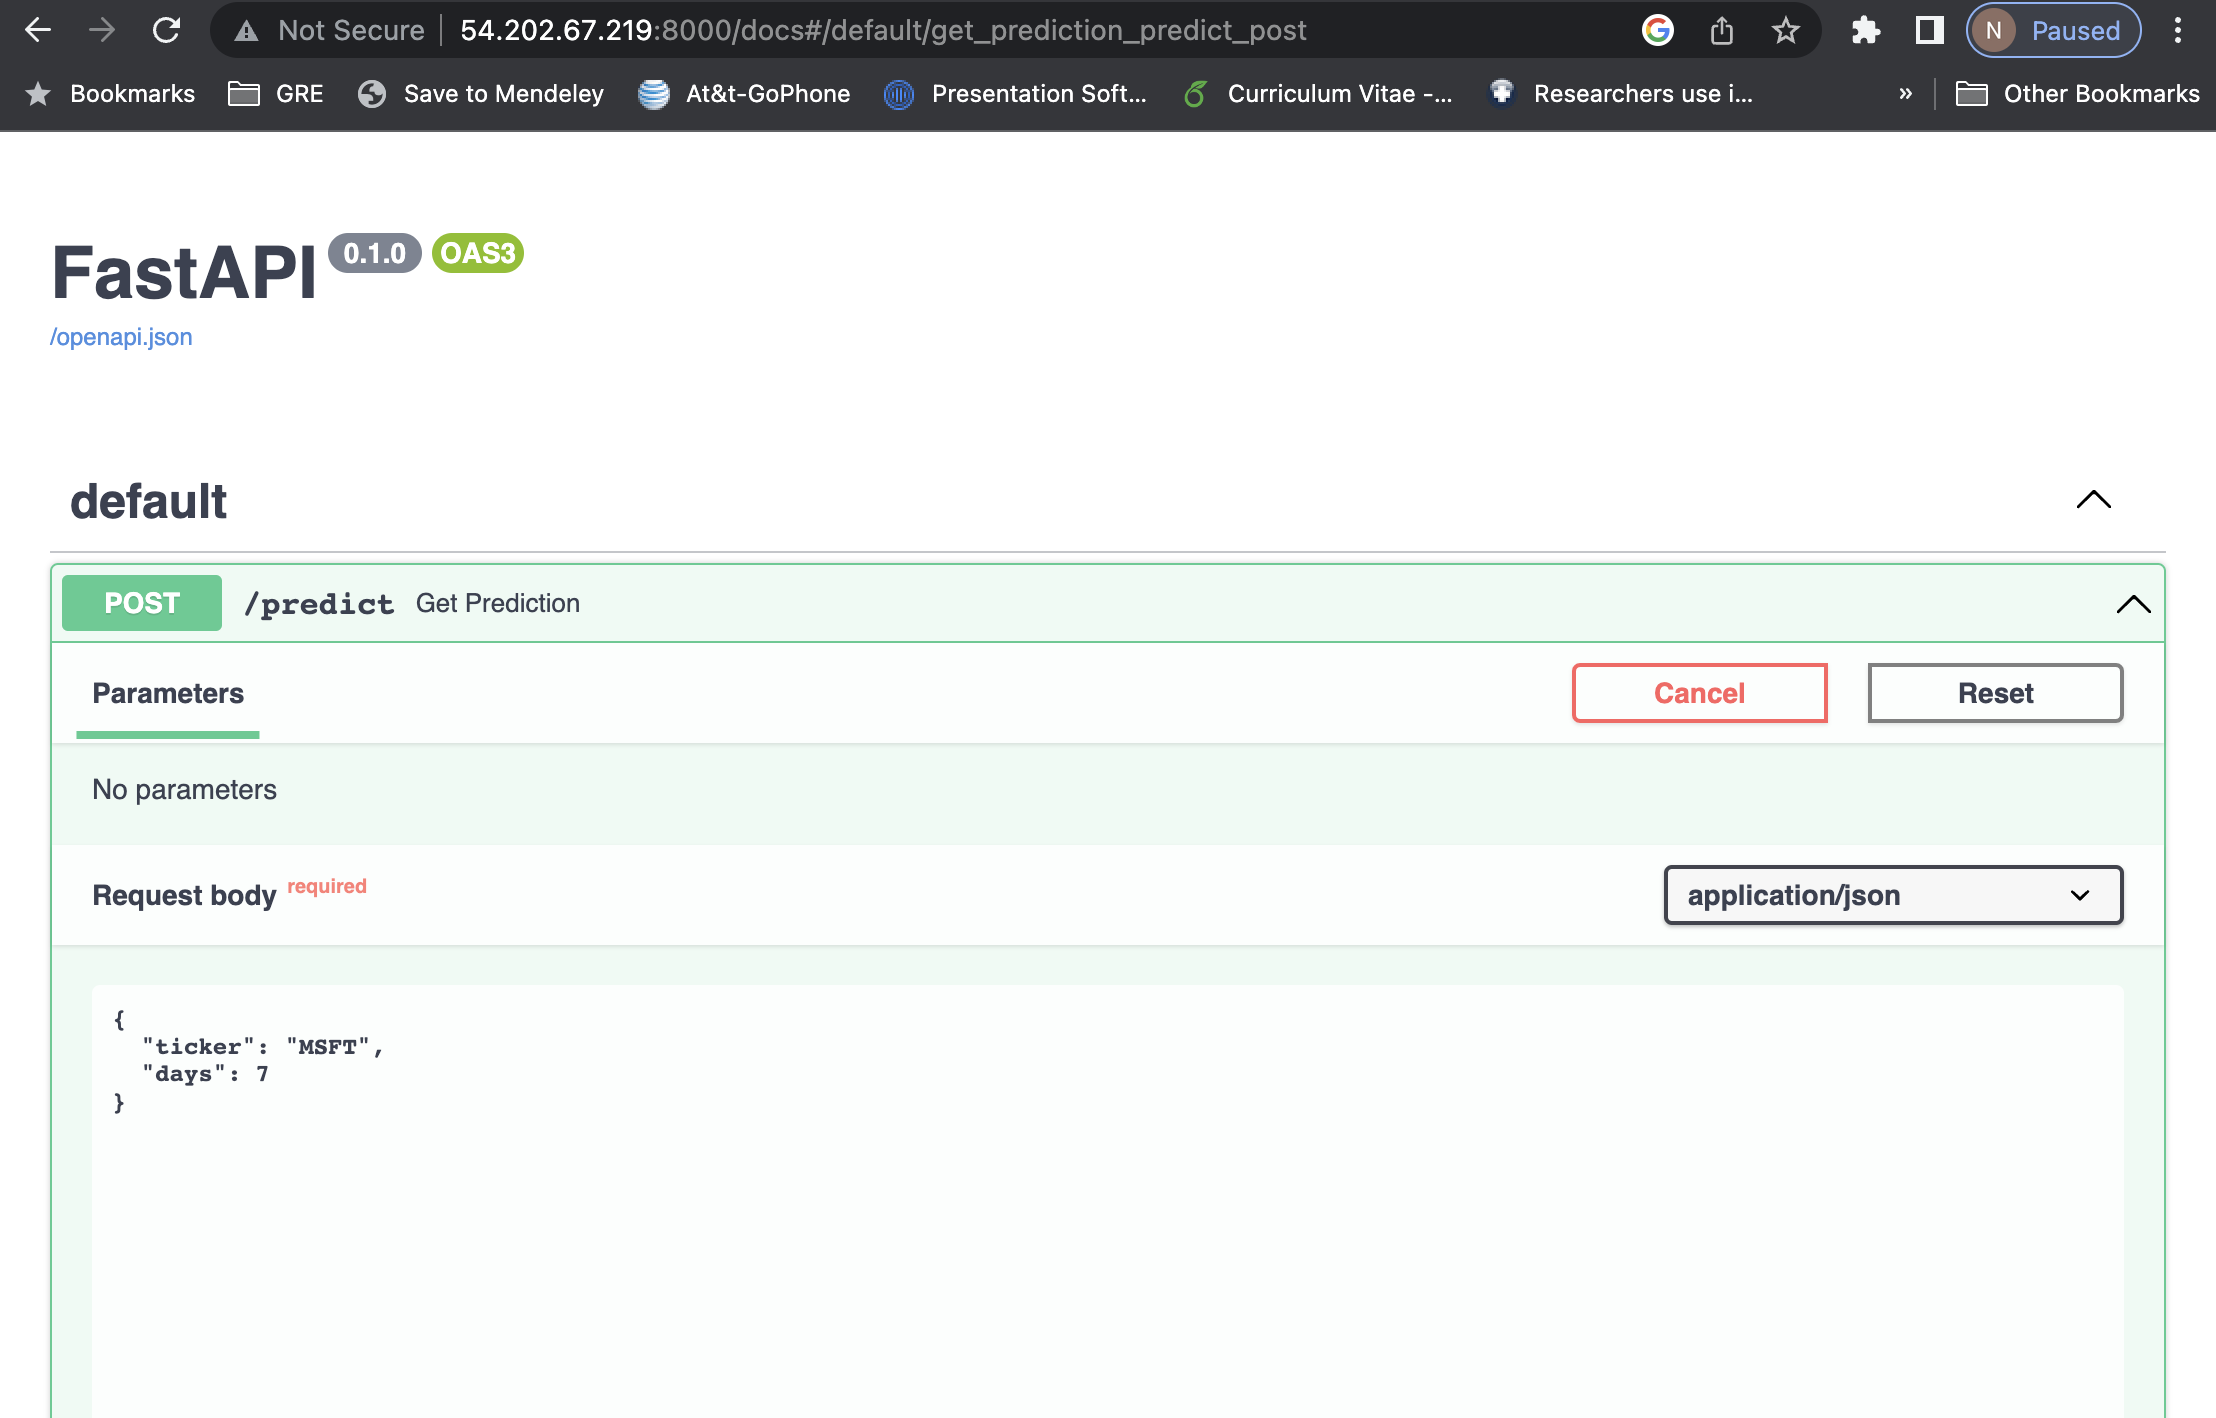 Not Secure 54.202.67.219:8000/docs#/default/get_prediction_predict_post N Paused
Bookmarks GRE Save to Mendeley At&t-GoPhone Presentation Soft... Curriculum Vitae -... Researchers use i... » Other Bookmarks
FastAPI 0.1.0 OAS3
/openapi.json
default
POST /predict Get Prediction
Parameters Cancel Reset
No parameters
Request body required application/json
{
"ticker": "MSFT",
"days": 7
}